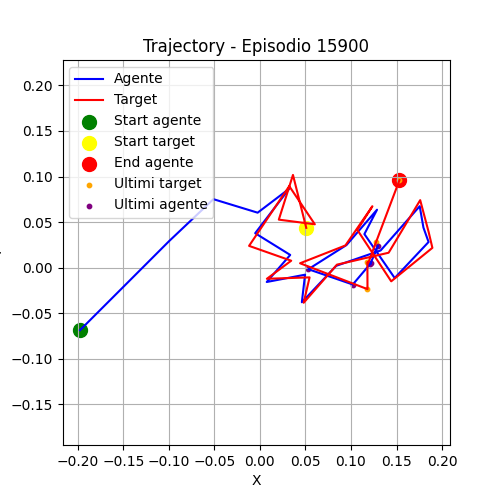 Trajectory - Episodio 15900
Agente
Target
Start agente
Start target
End agente
Ultimi target
Ultimi agente
0.20
0.15
0.10
0.05
0.00
−0.05
−0.10
−0.15
−0.20 −0.15 −0.10 −0.05 0.00 0.05 0.10 0.15 0.20
X